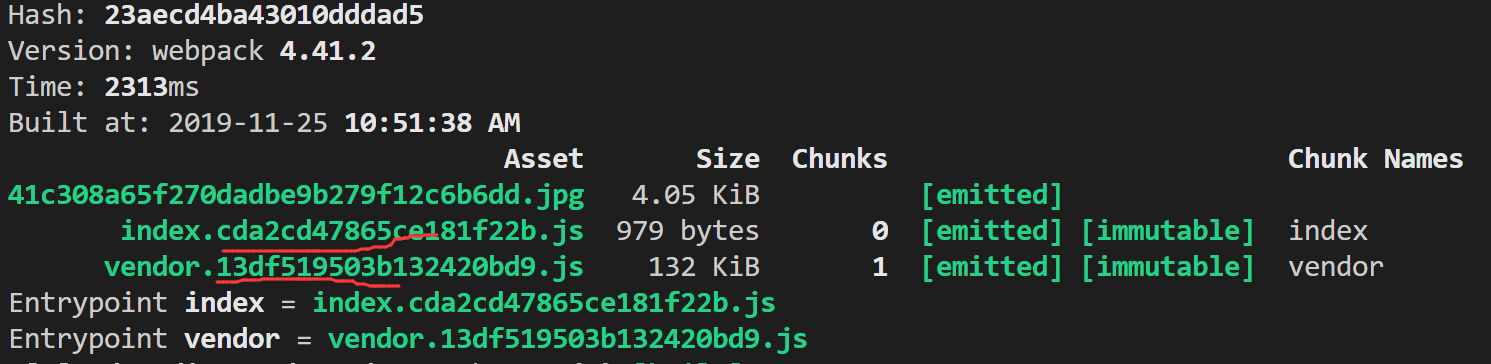 Hash: 23aecd4ba43010dddad5
Version: webpack 4.41.2
Time: 2313ms
Built at: 2019-11-25 10:51:38 AM
Asset Size Chunks Chunk Names
41c308a65f270dadbe9b279f12c6b6dd.jpg 4.05 KiB [emitted]
index.cda2cd47865ce181f22b.js 979 bytes 0 [emitted] [immutable] index
vendor.13df519503b132420bd9.js 132 KiB 1 [emitted] [immutable] vendor
Entrypoint index = index.cda2cd47865ce181f22b.js
Entrypoint vendor = vendor.13df519503b132420bd9.js